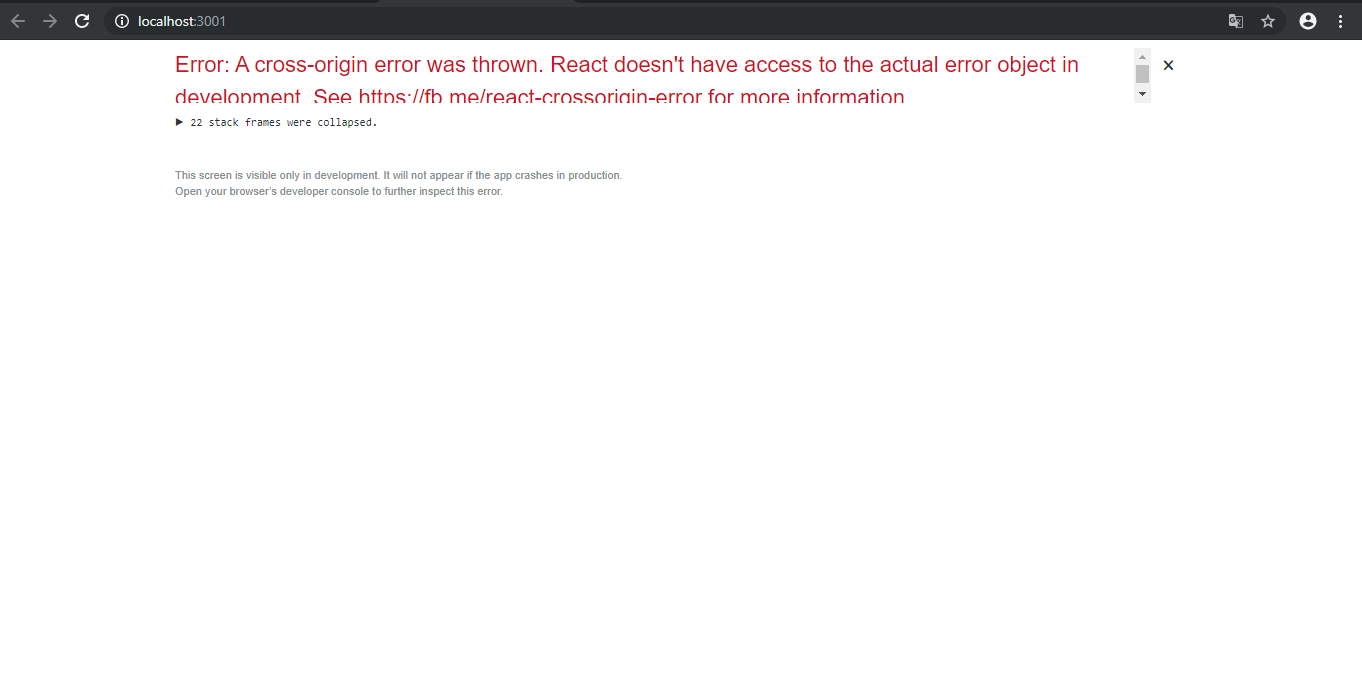 localhost:3001
Error: A cross-origin error was thrown. React doesn't have access to the actual error object in
development. See https://fb.me/react-crossorigin-error for more information
22 stack frames were collapsed.
This screen is visible only in development. It will not appear if the app crashes in production.
Open your browser's developer console to further inspect this error.